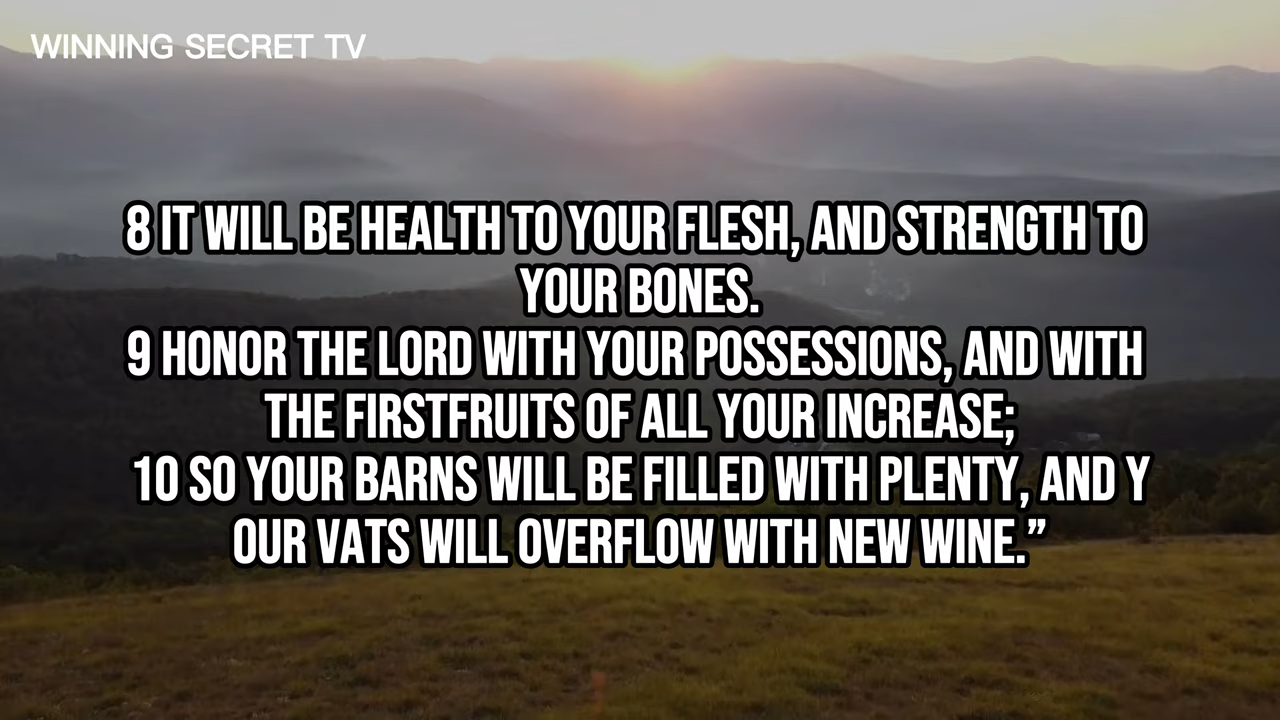 WINNING SECRET TV
8 IT WILL BE HEALTH TO YOUR FLESH, AND STRENGTH TO
YOUR BONES.
9 HONOR THE LORD WITH YOUR POSSESSIONS, AND WITH
THE FIRSTFRUITS OF ALL YOUR INCREASE;
10 SO YOUR BARNS WILL BE FILLED WITH PLENTY, AND Y
OUR VATS WILL OVERFLOW WITH NEW WINE.”